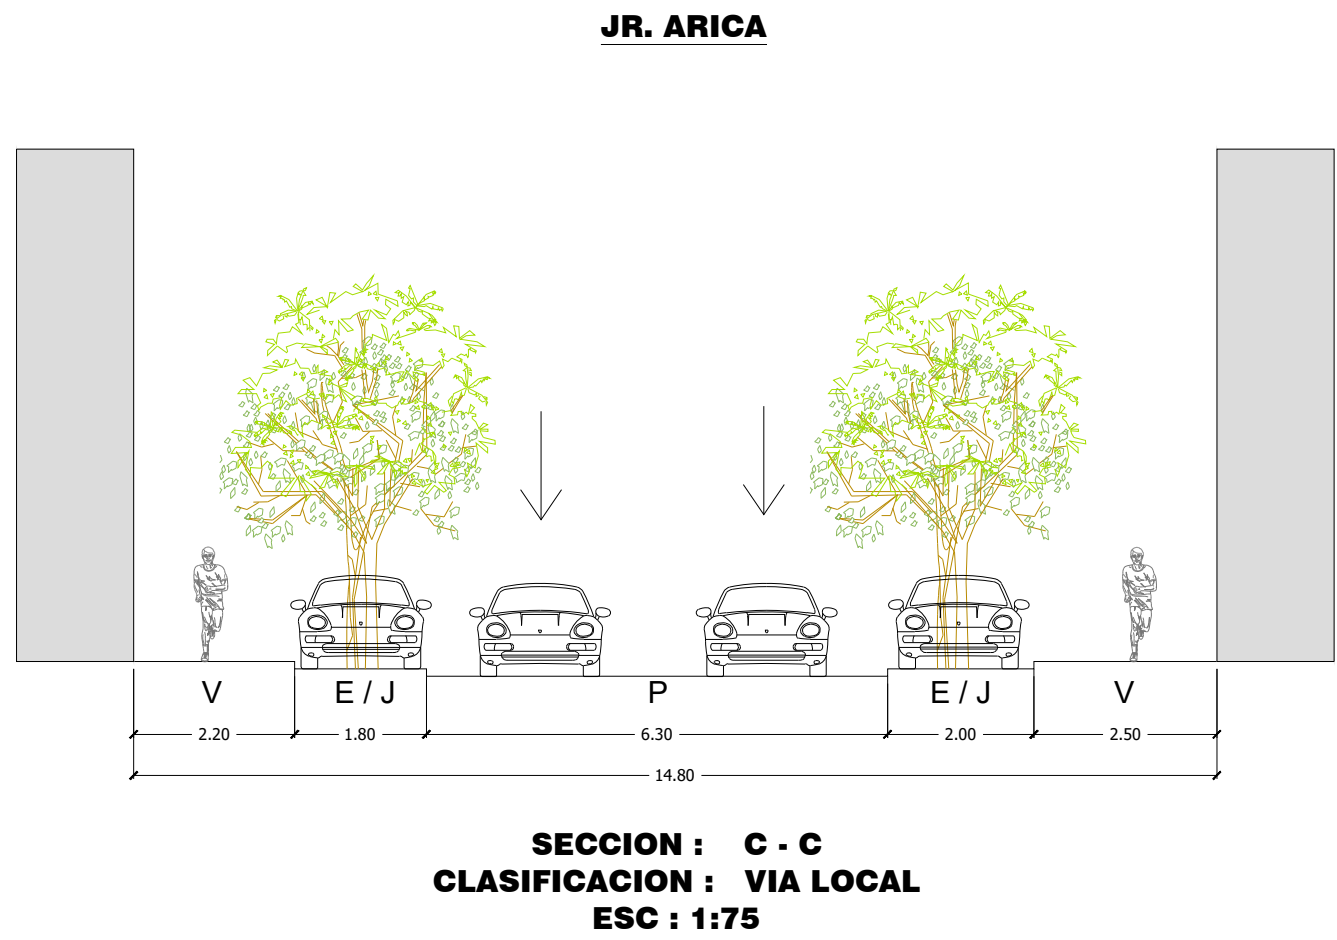 JR. ARICA
V E / J P E / J V
2.20 1.80 6.30 2.00 2.50
14.80
SECCION : C - C
CLASIFICACION : VIA LOCAL
ESC : 1:75